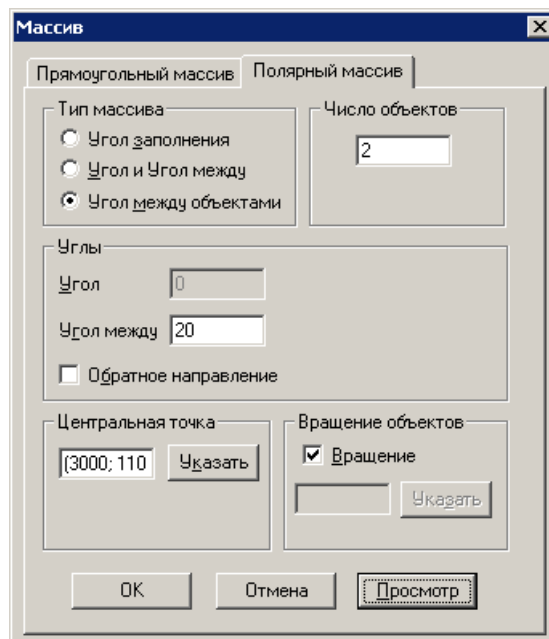 Массив
Прямоугольный массив Полярный массив
Тип массива
Угол заполнения
Угол и Угол между
Угол между объектами
Число объектов
2
Углы
Угол 0
Угол между 20
Обратное направление
Центральная точка
(3000; 110 Указать
Вращение объектов
Вращение
Указать
OK Отмена Просмотр